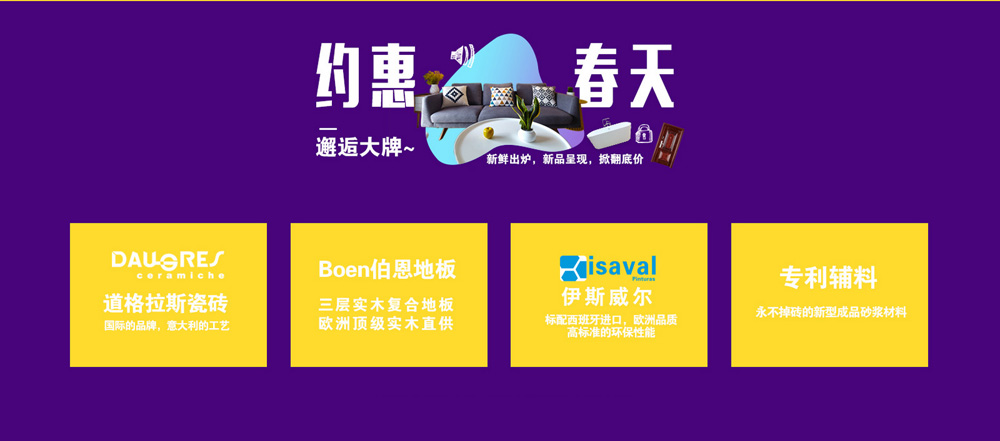 约惠 春天
邂逅大牌~
新鲜出炉，新品呈现，掀翻底价
DAUGRES
ceramiche
道格拉斯瓷砖
国际的品牌，意大利的工艺
Boen伯恩地板
三层实木复合地板
欧洲顶级实木直供
isaval
Pinturas
伊斯威尔
标配西班牙进口，欧洲品质
高标准的环保性能
专利辅料
永不掉砖的新型成品砂浆材料